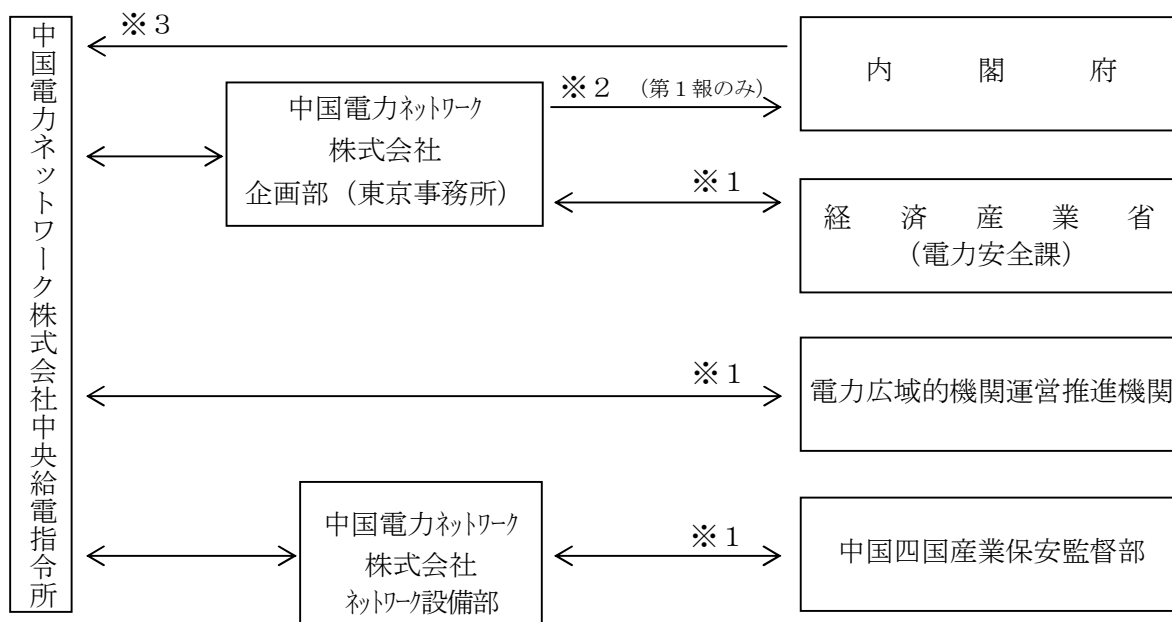 中国電力ネットワーク株式会社中央給電指令所
※3
内閣府
中国電力ネットワーク
株式会社
企画部（東京事務所）
※2 （第1報のみ）
※1
経済産業省
（電力安全課）
※1
電力広域的機関運営推進機関
中国電力ネットワーク
株式会社
ネットワーク設備部
※1
中国四国産業保安監督部